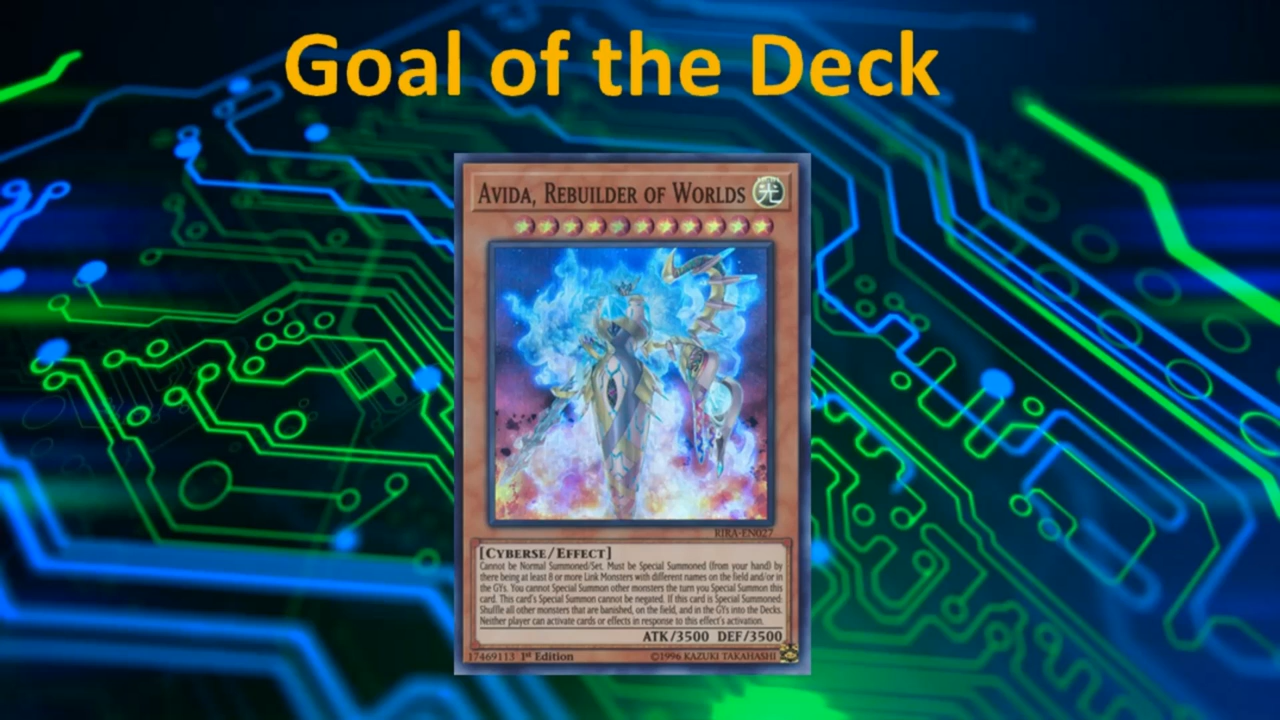 Goal of the Deck
AVIDA, REBUILDER OF WORLDS 光
RIRA-EN027
[CYBERSE/EFFECT]
Cannot be Normal Summoned/Set. Must be Special Summoned (from your hand) by
there being at least 8 or more Link Monsters with different names on the field and/or in
the GYs. You cannot Special Summon other monsters the turn you Special Summon this
card. This card's Special Summon cannot be negated. If this card is Special Summoned:
Shuffle all other monsters that are banished, on the field, and in the GYs into the Decks.
Neither player can activate cards or effects in response to this effect's activation.
ATK/3500 DEF/3500
17469113 1st Edition ©1996 KAZUKI TAKAHASHI